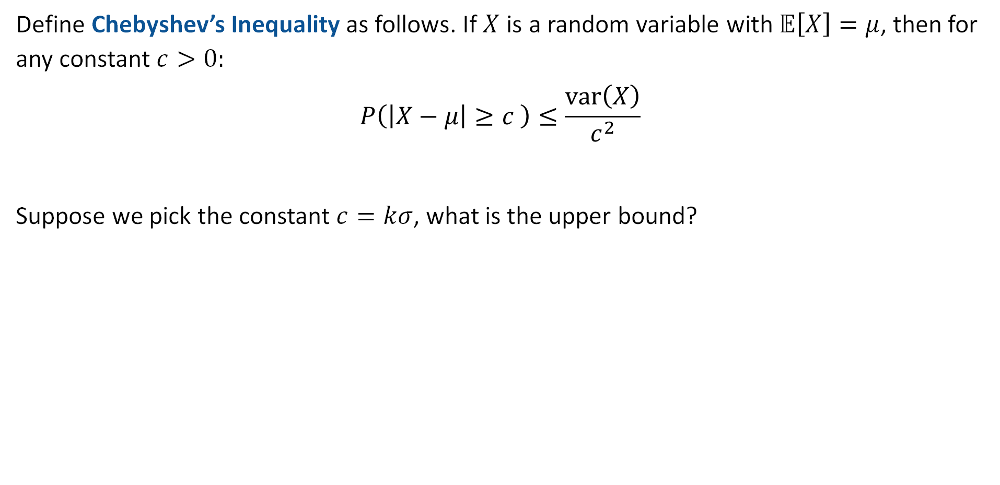 Define Chebyshev’s Inequality as follows. If 𝑋 is a random variable with 𝔼[𝑋] = 𝜇, then for
any constant 𝑐 > 0:
𝑃(|𝑋 − 𝜇| ≥ 𝑐 ) ≤ var(𝑋) / 𝑐²
Suppose we pick the constant 𝑐 = 𝑘𝜎, what is the upper bound?